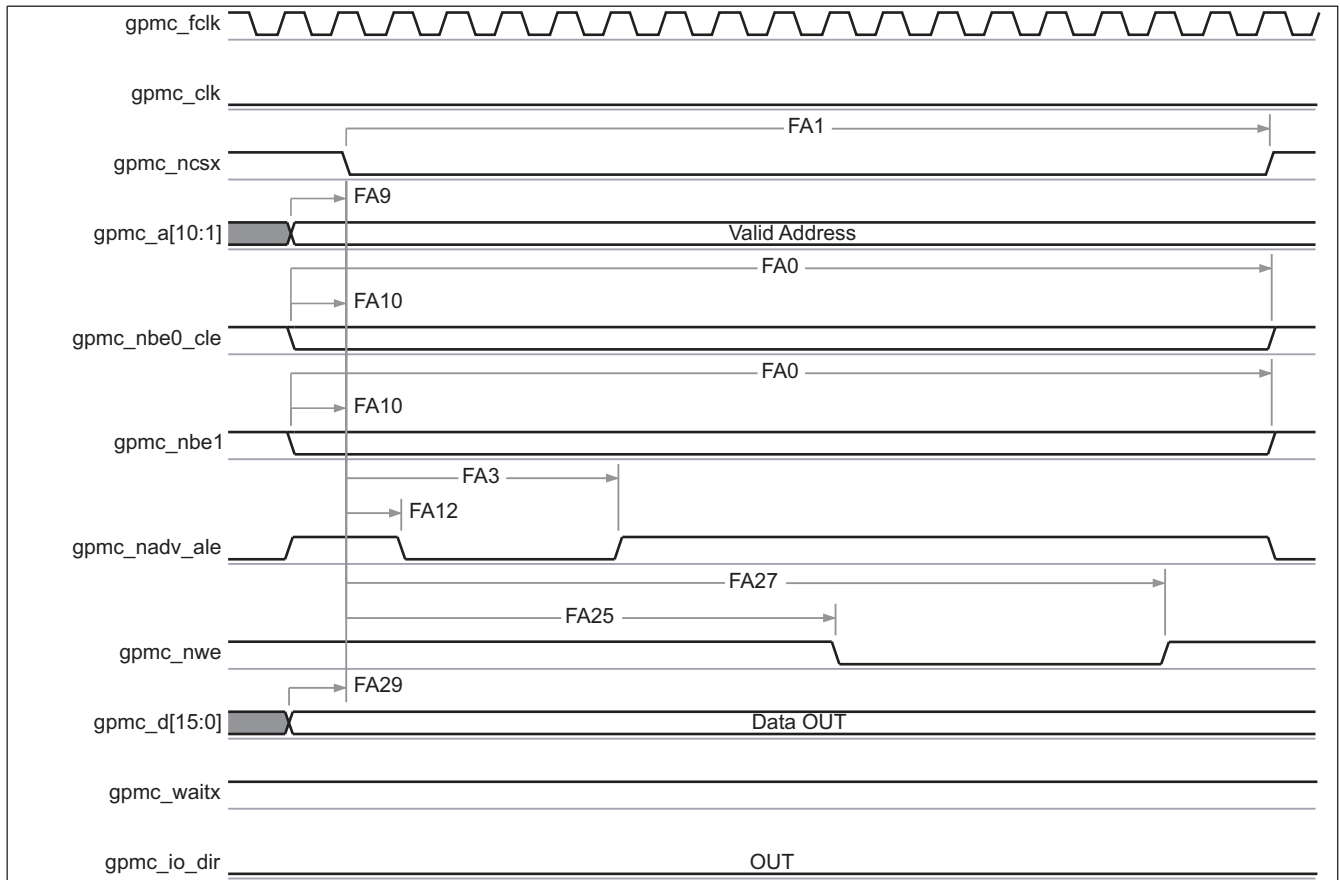 gpmc_fclk
gpmc_clk
FA1
gpmc_ncsx
FA9
gpmc_a[10:1]
Valid Address
FA0
FA10
gpmc_nbe0_cle
FA0
FA10
gpmc_nbe1
FA3
FA12
gpmc_nadv_ale
FA27
FA25
gpmc_nwe
FA29
gpmc_d[15:0]
Data OUT
gpmc_waitx
gpmc_io_dir
OUT